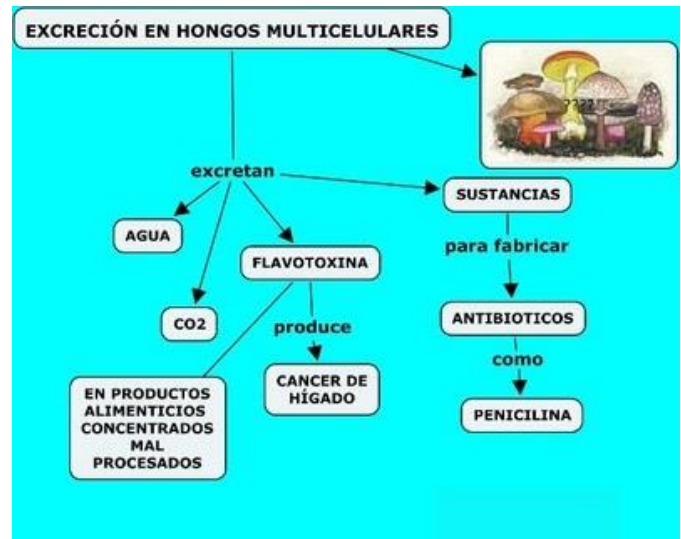 EXCRECIÓN EN HONGOS MULTICELULARES
????
excretan
SUSTANCIAS
AGUA
para fabricar
FLAVOTOXINA
CO2
produce
ANTIBIOTICOS
como
EN PRODUCTOS
ALIMENTICIOS
CONCENTRADOS
MAL
PROCESADOS
CANCER DE
HÍGADO
PENICILINA